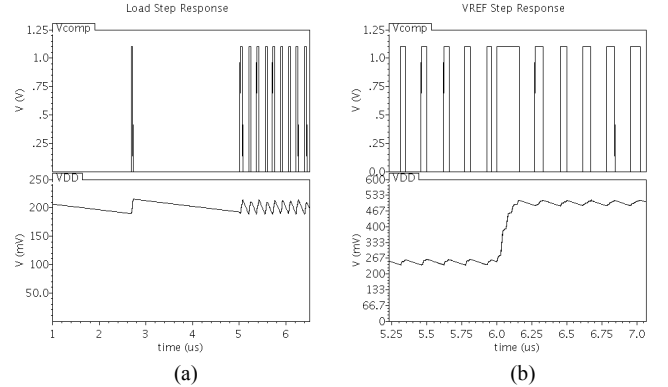 Load Step Response
Vcomp
1.25
1.0
.75
.5
.25
V (V)
VDD
250
200
150
100
50.0
V (mV)
1 2 3 4 5 6
time (us)
(a)
VREF Step Response
Vcomp
1.25
1.0
.75
.5
.25
0.0
V (V)
VDD
600
533
467
400
333
267
200
133
66.7
0
V (mV)
5.25 5.5 5.75 6.0 6.25 6.5 6.75 7.0
time (us)
(b)